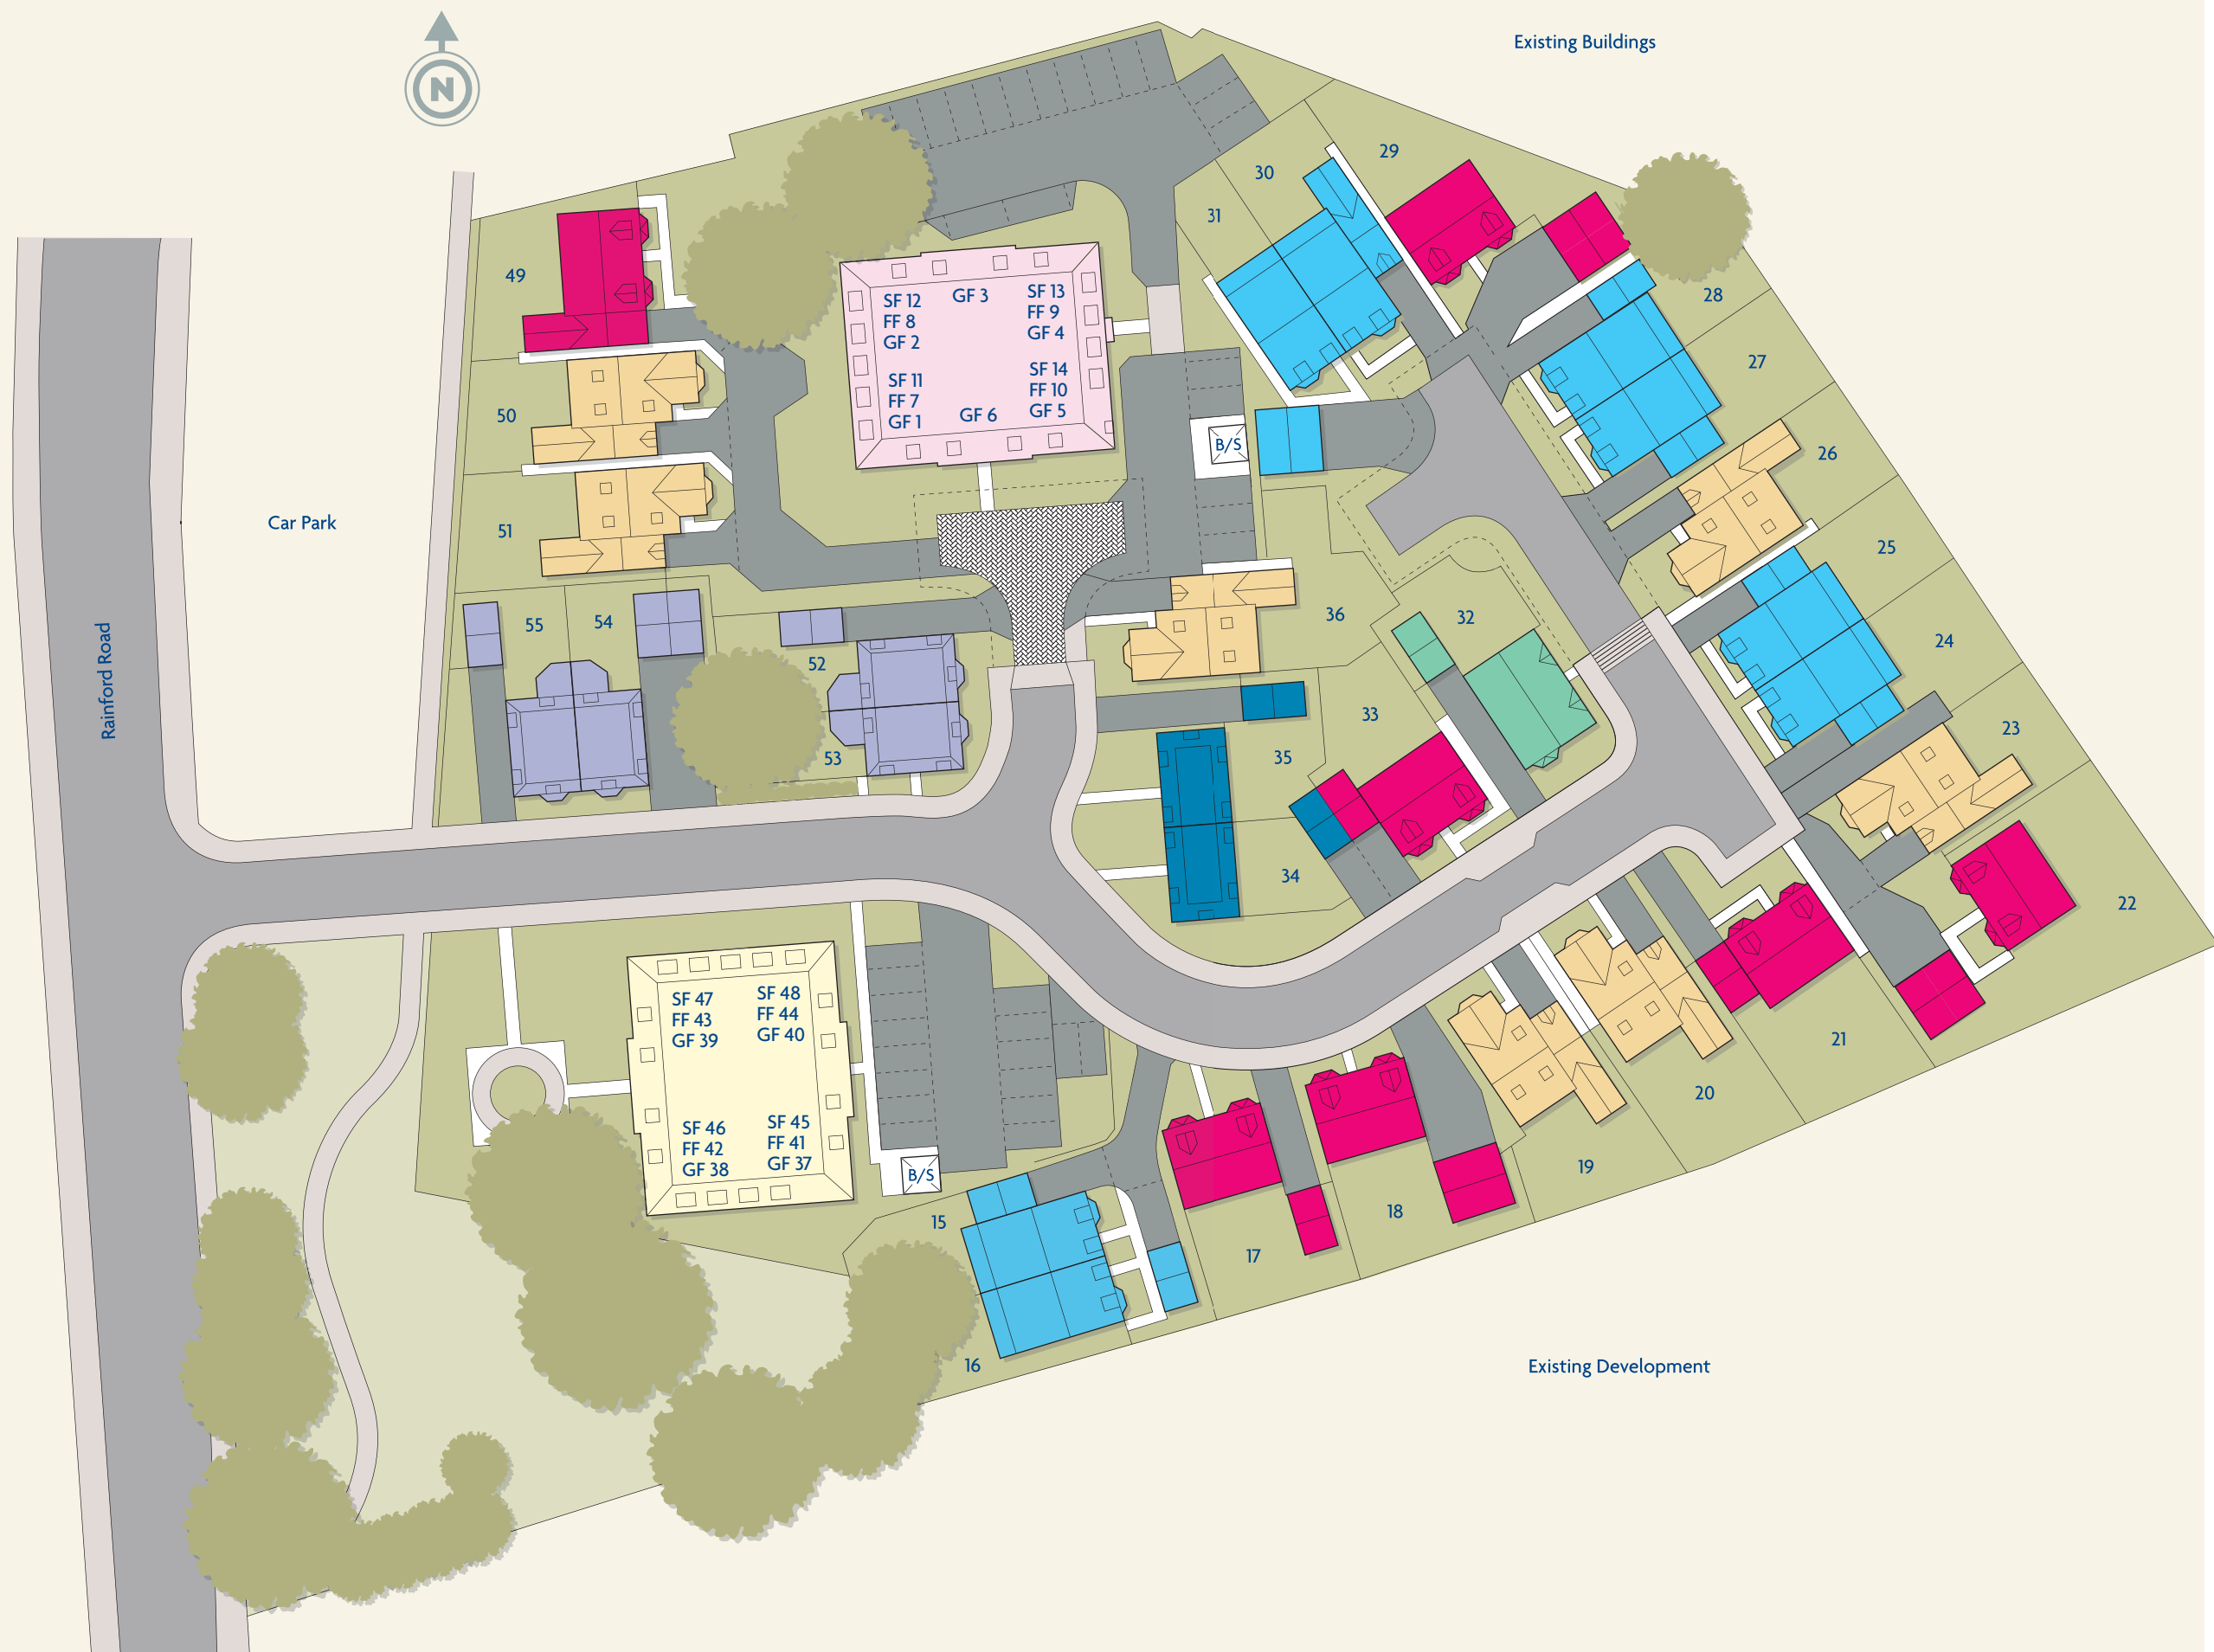 Existing Buildings
N
29
30
31
49
28
SF 12
FF 8
GF 2
GF 3
SF 13
FF 9
GF 4
27
SF 11
FF 7
GF 1
GF 6
SF 14
FF 10
GF 5
50
B/S
26
Car Park
51
25
55
54
36
32
24
Rainford Road
52
33
23
53
35
34
22
SF 47
FF 43
GF 39
SF 48
FF 44
GF 40
21
20
SF 46
FF 42
GF 38
SF 45
FF 41
GF 37
B/S
19
15
18
17
16
Existing Development